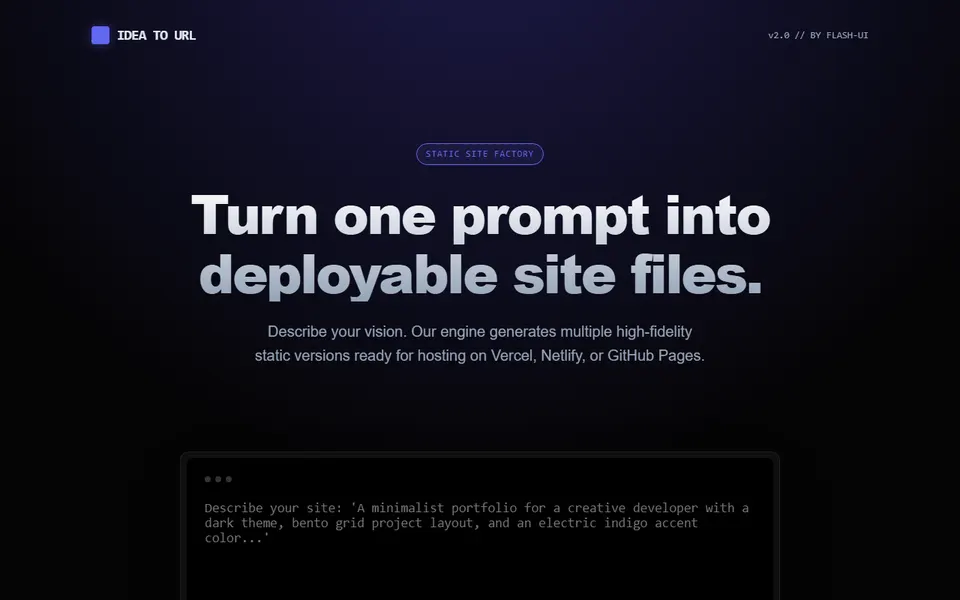 IDEA TO URL
v2.0 // BY FLASH-UI
STATIC SITE FACTORY
Turn one prompt into
deployable site files.
Describe your vision. Our engine generates multiple high-fidelity
static versions ready for hosting on Vercel, Netlify, or GitHub Pages.
Describe your site: 'A minimalist portfolio for a creative developer with a
dark theme, bento grid project layout, and an electric indigo accent
color...'